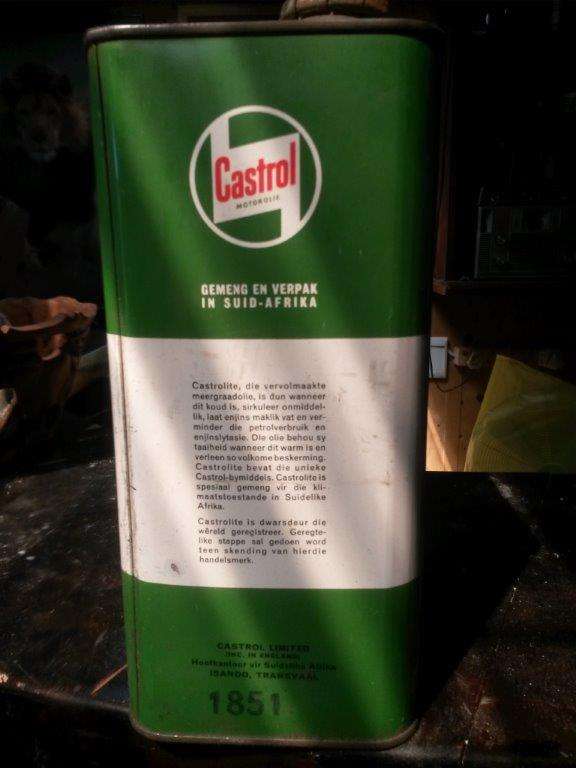 Castrol
MOTOROLIE
GEMENG EN VERPAK
IN SUID-AFRIKA
Castrolite, die vervolmaakte
meergraadolie, is dun wanneer
dit koud is, sirkuleer onmiddel-
lik, laat enjins maklik vat en ver-
minder die petrolverbruik en
enjinslytasie. Die olie behou sy
taaiheid wanneer dit warm is en
verleen so volkome beskerming.
Castrolite bevat die unieke
Castrol-bymiddels. Castrolite is
spesiaal gemeng vir die kli-
maatstoestande in Suidelike
Afrika.
Castrolite is dwarsdeur die
wêreld geregistreer. Geregte-
like stappe sal gedoen word
teen skending van hierdie
handelsmerk.
CASTROL LIMITED
(INC. IN ENGLAND)
Hoofkantoor vir Suidelike Afrika
ISANDO, TRANSVAAL
1851